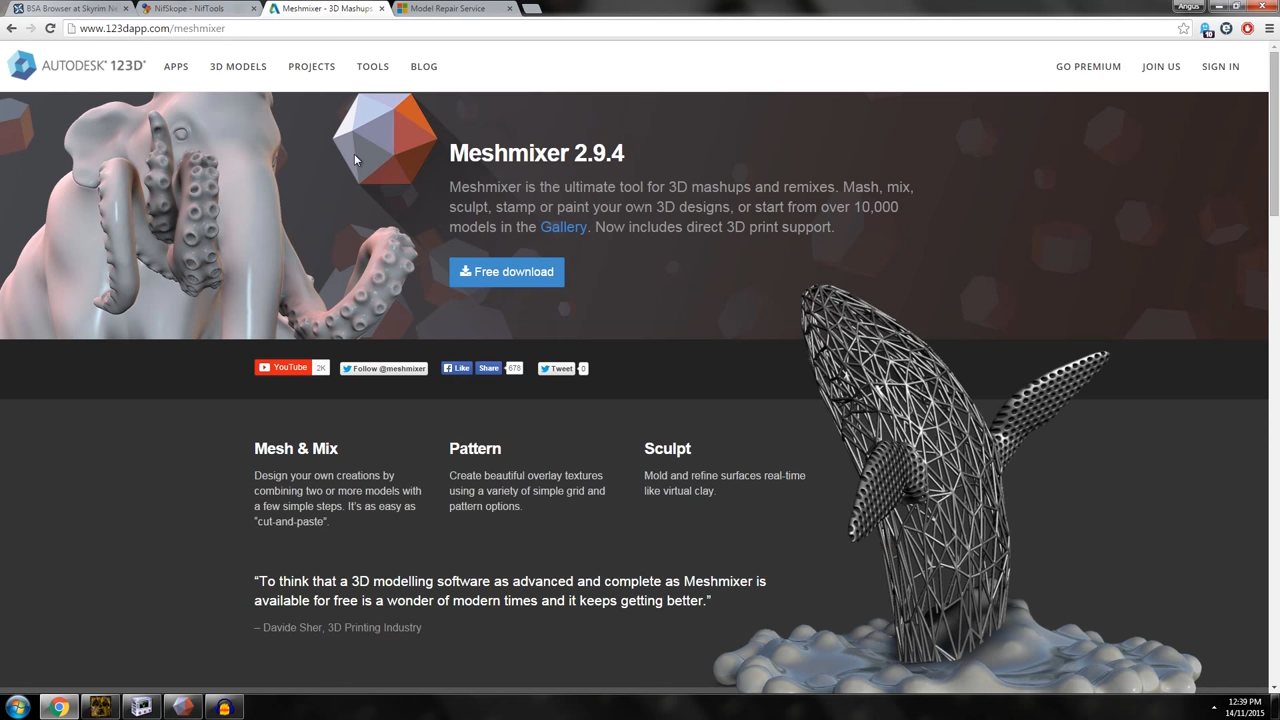 BSA Browser at Skyrim N
NifSkope - NifTools
Meshmixer - 3D Mashups
Model Repair Service
Angus
www.123dapp.com/meshmixer
10
AUTODESK® 123D®
APPS
3D MODELS
PROJECTS
TOOLS
BLOG
GO PREMIUM
JOIN US
SIGN IN
Meshmixer 2.9.4
Meshmixer is the ultimate tool for 3D mashups and remixes. Mash, mix,
sculpt, stamp or paint your own 3D designs, or start from over 10,000
models in the Gallery. Now includes direct 3D print support.
Free download
YouTube 2K
Follow @meshmixer
Like Share 676
Tweet 0
Mesh & Mix
Design your own creations by
combining two or more models with
a few simple steps. It's as easy as
"cut-and-paste".
Pattern
Create beautiful overlay textures
using a variety of simple grid and
pattern options.
Sculpt
Mold and refine surfaces real-time
like virtual clay.
“To think that a 3D modelling software as advanced and complete as Meshmixer is
available for free is a wonder of modern times and it keeps getting better.”
– Davide Sher, 3D Printing Industry
12:39 PM
14/11/2015